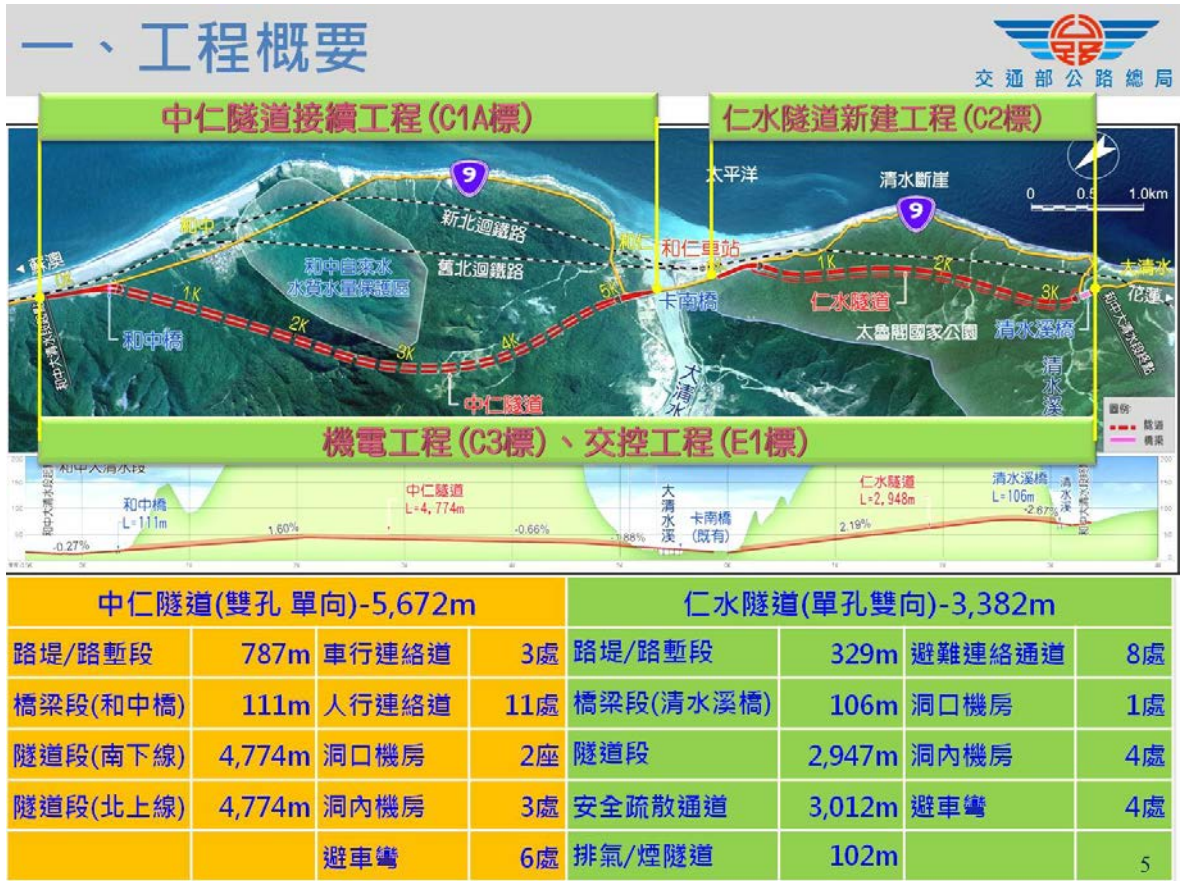 一、工程概要
交通部公路總局
中仁隧道接續工程(C1A標)
仁水隧道新建工程(C2標)
9
太平洋
清水斷崖
9
0 0.5 1.0km
和中
新北迴鐵路
和仁
和仁車站
1K
2K
大清水
舊北迴鐵路
和中自來水
水質水量保護區
1K
5K
卡南橋
仁水隧道
3K
花蓮
和中橋
2K
太魯閣國家公園
清水溪橋
3K
4K
大清水
清水溪
中仁隧道
圖例
隧道
橋梁
機電工程(C3標)、交控工程(E1標)
和中大清水段
和中橋
L=111m
中仁隧道
L=4,774m
大清水溪
卡南橋
(既有)
仁水隧道
L=2,948m
清水溪橋
L=106m
清水溪
-0.27%
1.60%
-0.66%
-1.88%
2.19%
-2.67%
中仁隧道(雙孔 單向)-5,672m
仁水隧道(單孔雙向)-3,382m
路堤/路塹段 787m 車行連絡道 3處 路堤/路塹段 329m 避難連絡通道 8處
橋梁段(和中橋) 111m 人行連絡道 11處 橋梁段(清水溪橋) 106m 洞口機房 1處
隧道段(南下線) 4,774m 洞口機房 2座 隧道段 2,947m 洞內機房 4處
隧道段(北上線) 4,774m 洞內機房 3處 安全疏散通道 3,012m 避車彎 4處
避車彎 6處 排氣/煙隧道 102m
5